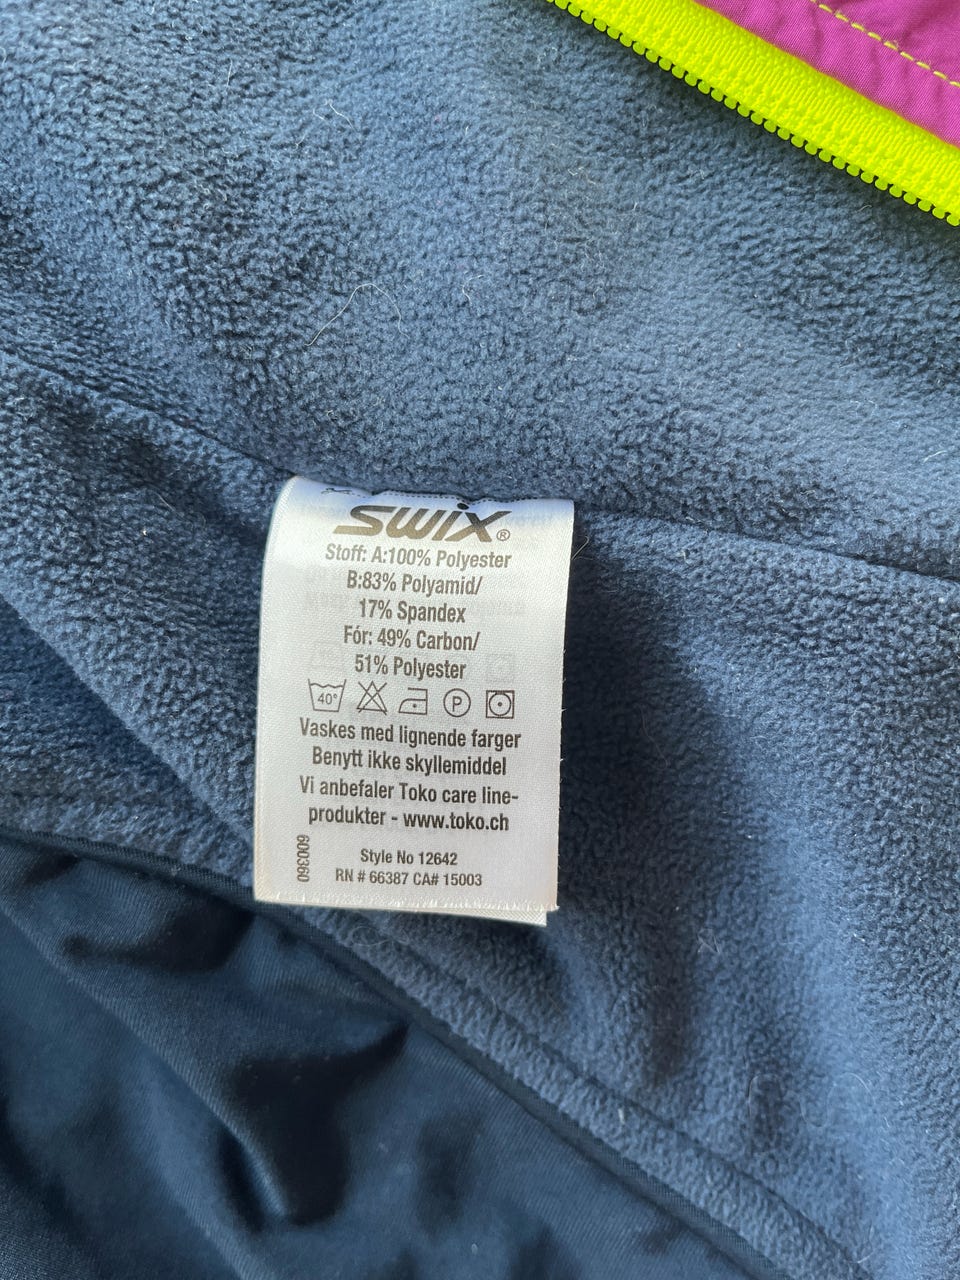 SWiX®
Stoff: A:100% Polyester
B:83% Polyamid/
17% Spandex
Fór: 49% Carbon/
51% Polyester
40° P
Vaskes med lignende farger
Benytt ikke skyllemiddel
Vi anbefaler Toko care line-
produkter - www.toko.ch
600360
Style No 12642
RN # 66387 CA# 15003